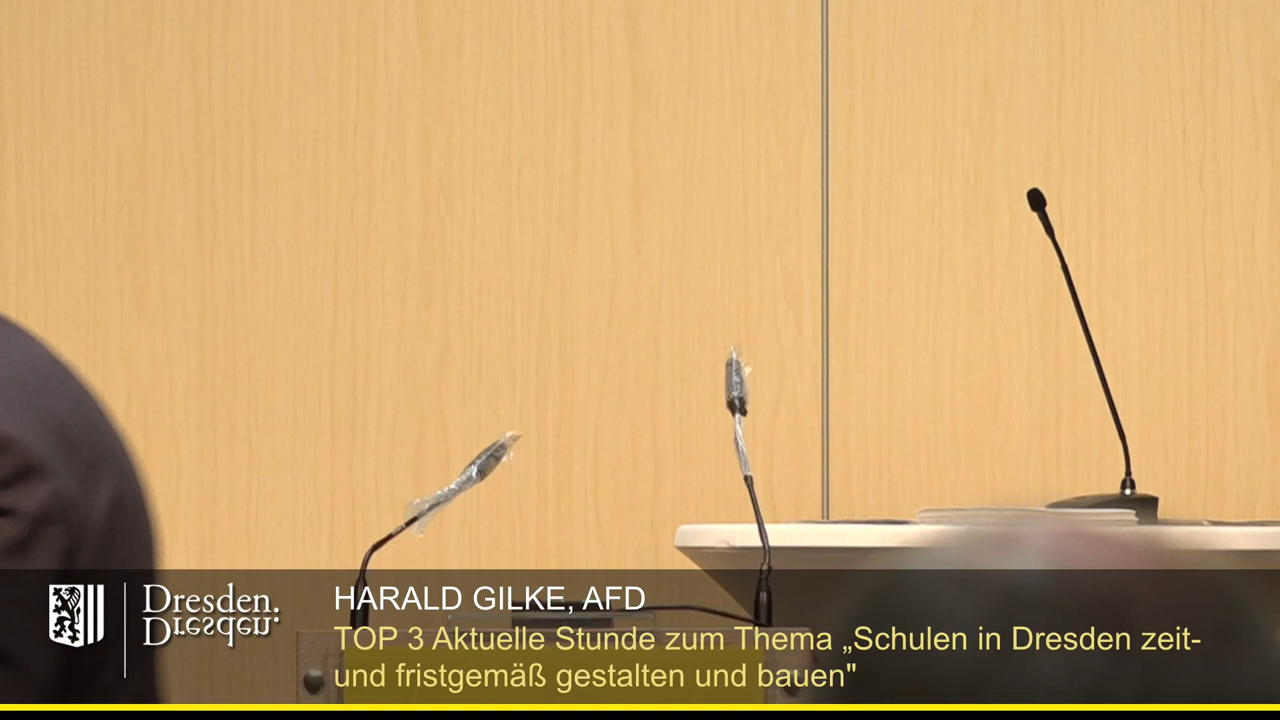 Dresden.
Dresden.
HARALD GILKE, AFD
TOP 3 Aktuelle Stunde zum Thema „Schulen in Dresden zeit-
und fristgemäß gestalten und bauen"